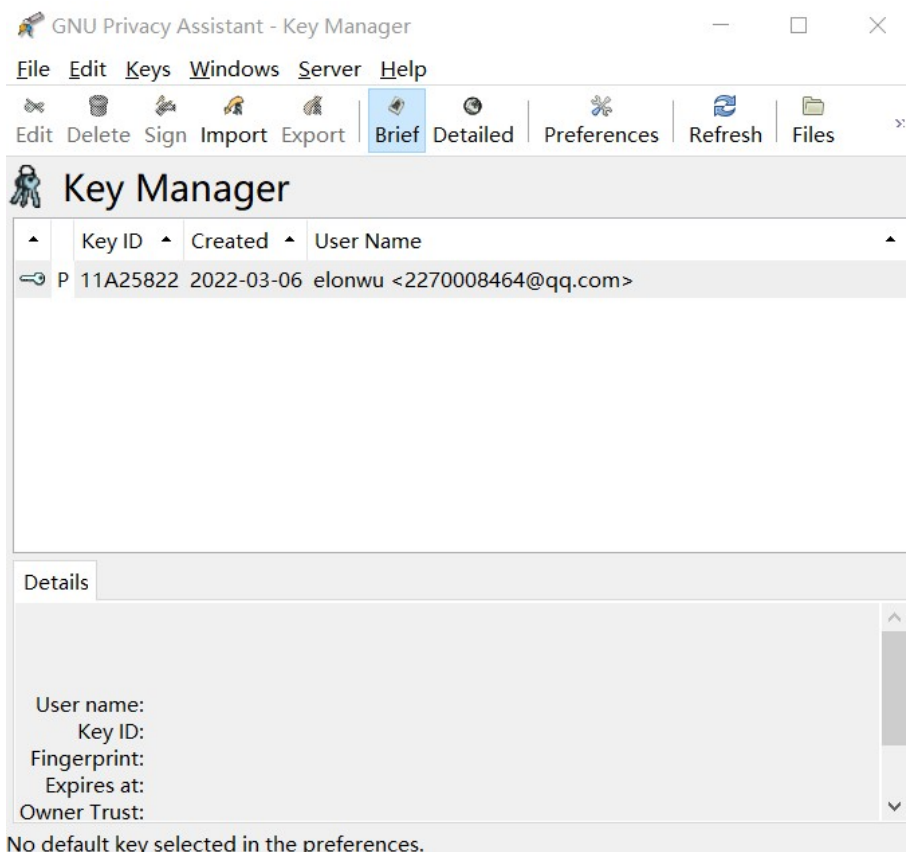 GNU Privacy Assistant - Key Manager
File Edit Keys Windows Server Help
Edit Delete Sign Import Export Brief Detailed Preferences Refresh Files
Key Manager
Key ID Created User Name
P 11A25822 2022-03-06 elonwu <2270008464@qq.com>
Details
User name:
Key ID:
Fingerprint:
Expires at:
Owner Trust:
No default key selected in the preferences.